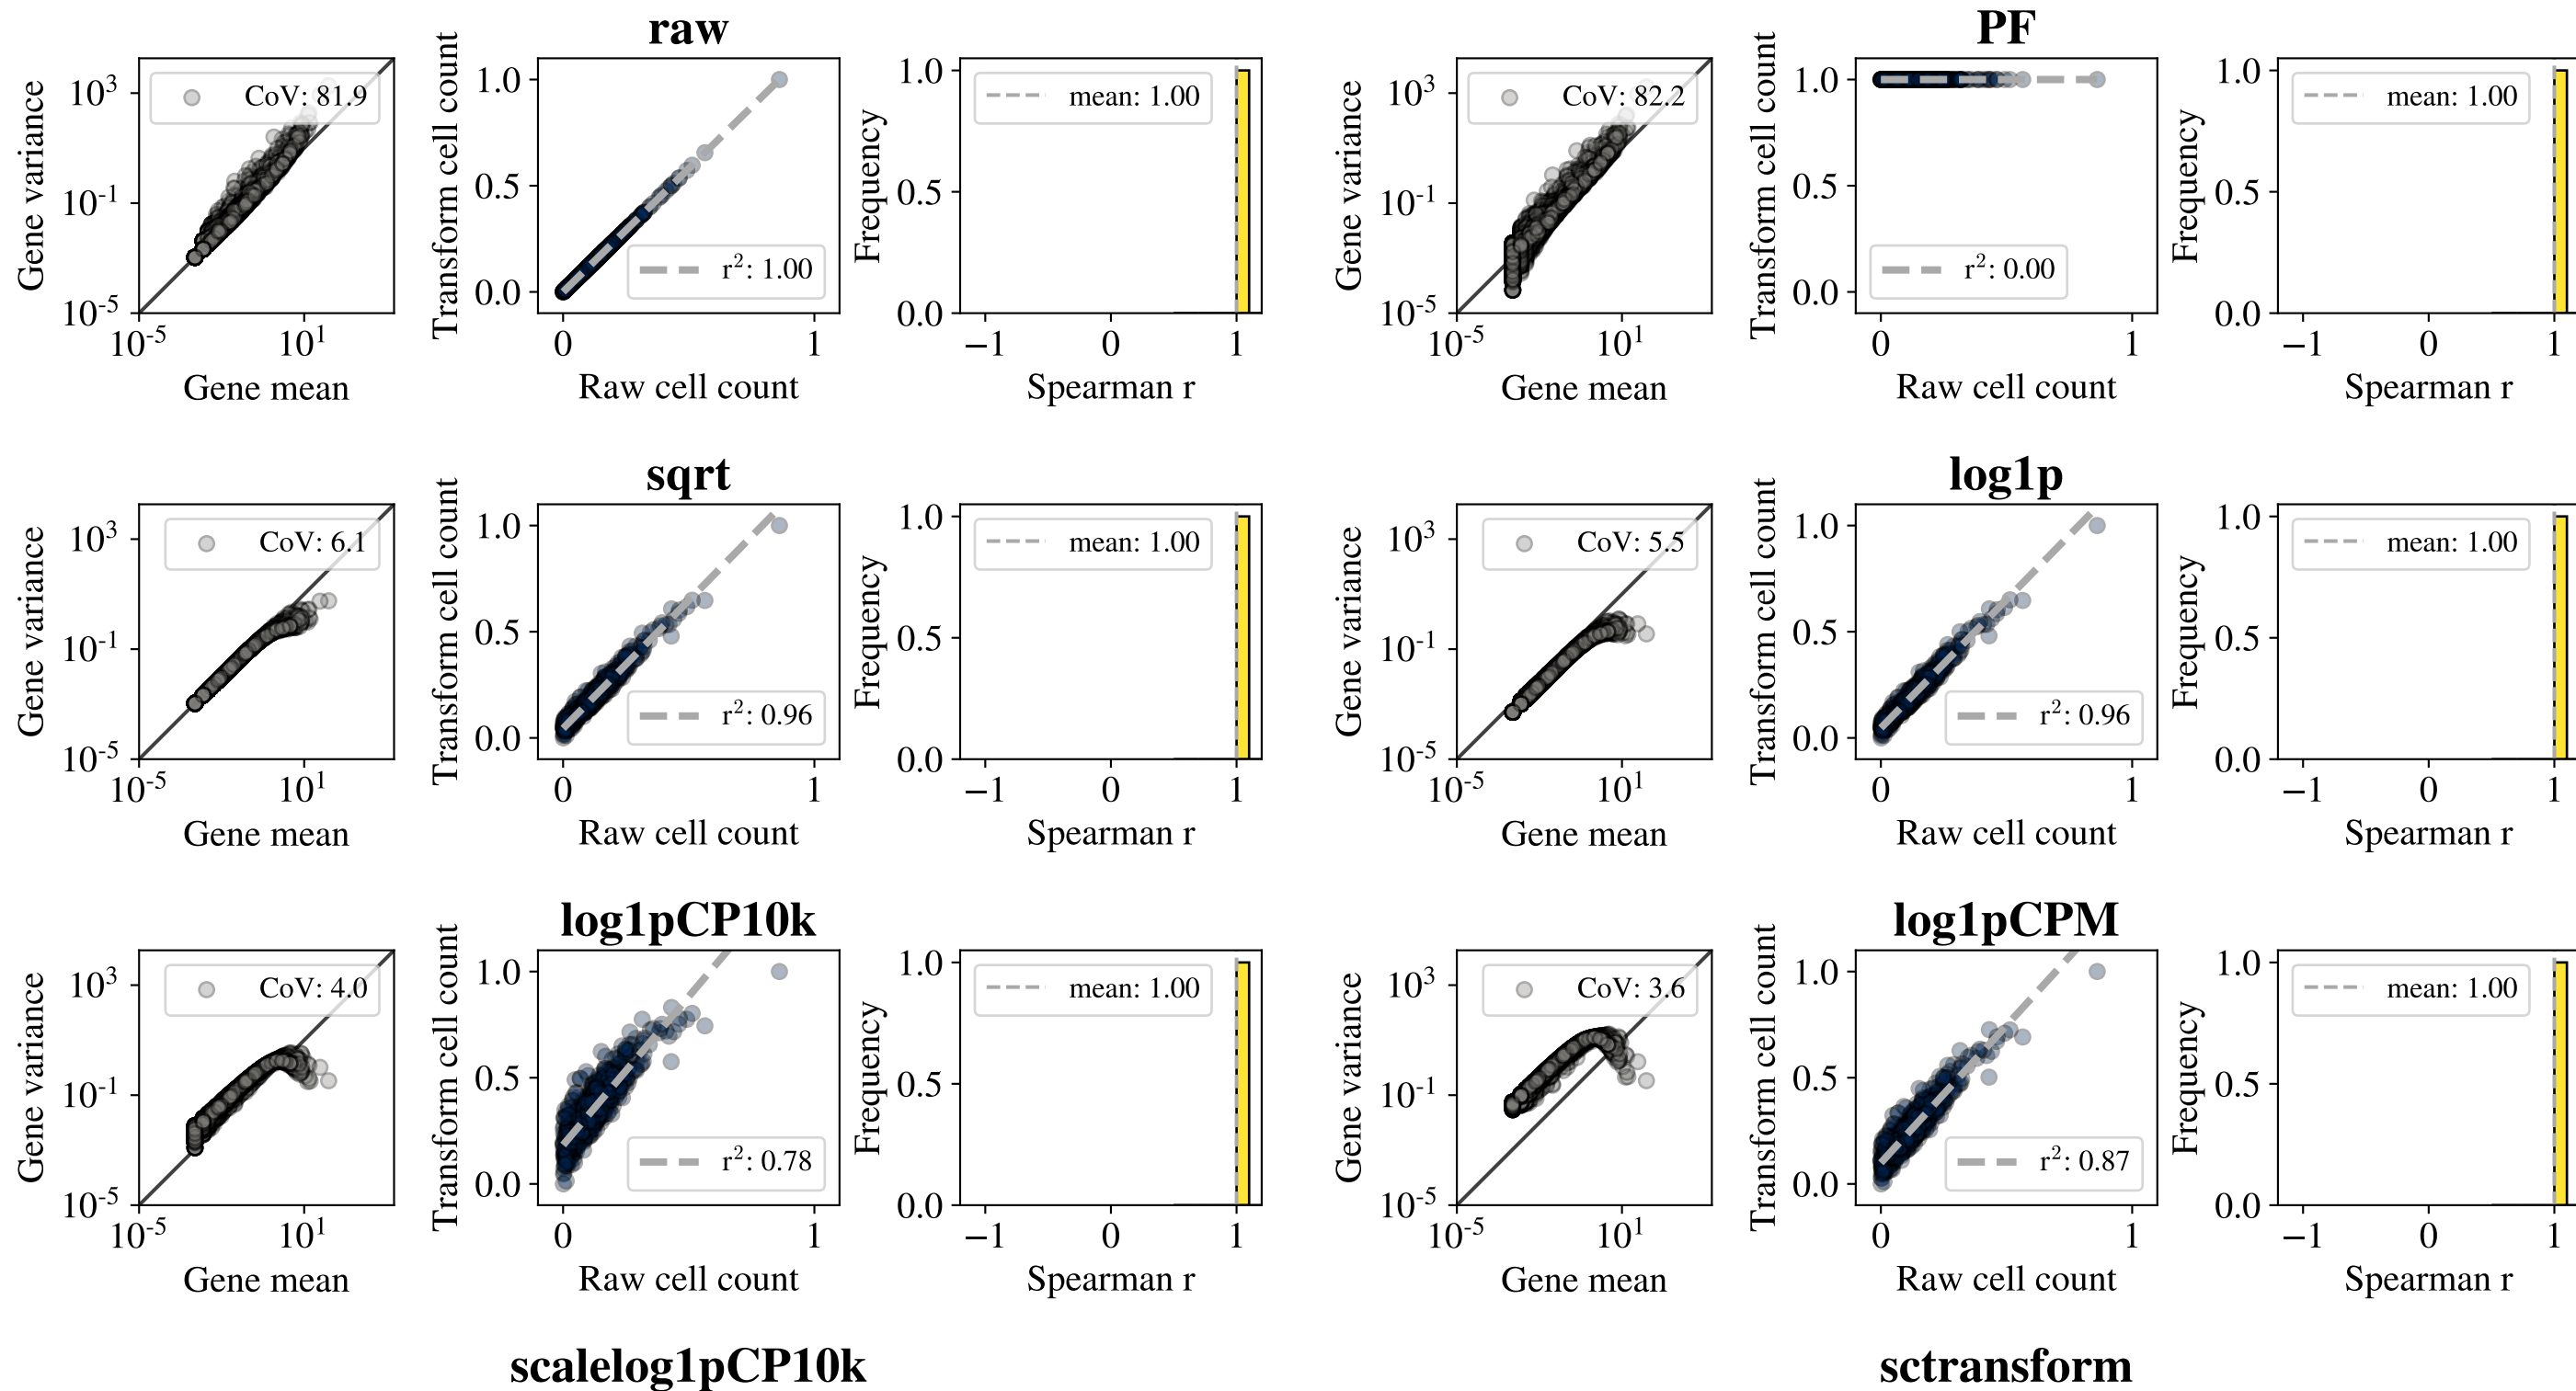 raw
Gene variance
10³
10⁻¹
10⁻⁵
CoV: 81.9
10⁻⁵ 10¹
Gene mean
Transform cell count
1.0
0.5
0.0
r²: 1.00
0 1
Raw cell count
Frequency
1.0
0.5
0.0
mean: 1.00
−1 0 1
Spearman r
PF
Gene variance
10³
10⁻¹
10⁻⁵
CoV: 82.2
10⁻⁵ 10¹
Gene mean
Transform cell count
1.0
0.5
0.0
r²: 0.00
0 1
Raw cell count
Frequency
1.0
0.5
0.0
mean: 1.00
−1 0 1
Spearman r
sqrt
Gene variance
10³
10⁻¹
10⁻⁵
CoV: 6.1
10⁻⁵ 10¹
Gene mean
Transform cell count
1.0
0.5
0.0
r²: 0.96
0 1
Raw cell count
Frequency
1.0
0.5
0.0
mean: 1.00
−1 0 1
Spearman r
log1p
Gene variance
10³
10⁻¹
10⁻⁵
CoV: 5.5
10⁻⁵ 10¹
Gene mean
Transform cell count
1.0
0.5
0.0
r²: 0.96
0 1
Raw cell count
Frequency
1.0
0.5
0.0
mean: 1.00
−1 0 1
Spearman r
log1pCP10k
Gene variance
10³
10⁻¹
10⁻⁵
CoV: 4.0
10⁻⁵ 10¹
Gene mean
Transform cell count
1.0
0.5
0.0
r²: 0.78
0 1
Raw cell count
Frequency
1.0
0.5
0.0
mean: 1.00
−1 0 1
Spearman r
log1pCPM
Gene variance
10³
10⁻¹
10⁻⁵
CoV: 3.6
10⁻⁵ 10¹
Gene mean
Transform cell count
1.0
0.5
0.0
r²: 0.87
0 1
Raw cell count
Frequency
1.0
0.5
0.0
mean: 1.00
−1 0 1
Spearman r
scalelog1pCP10k
sctransform